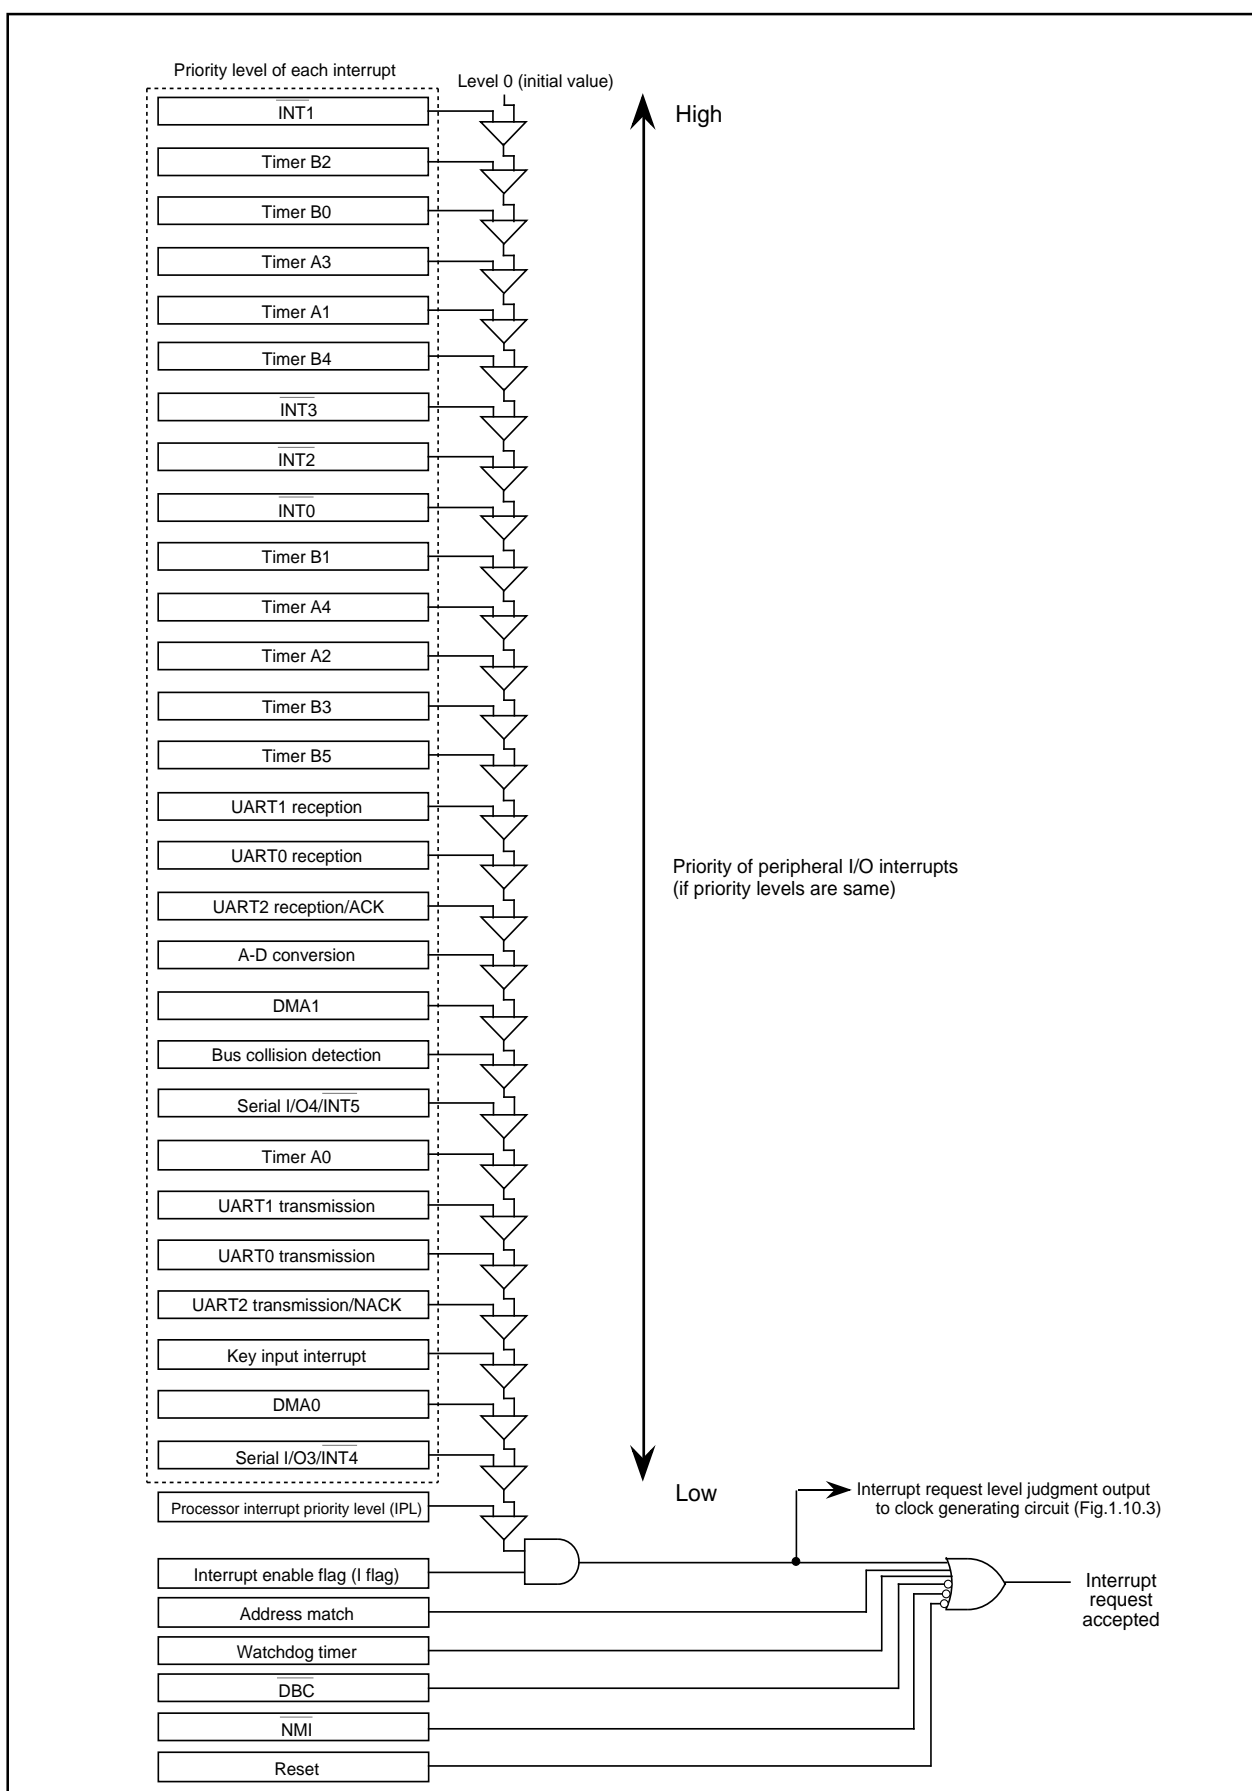 Priority level of each interrupt
Level 0 (initial value)
INT1
High
Timer B2
Timer B0
Timer A3
Timer A1
Timer B4
INT3
INT2
INT0
Timer B1
Timer A4
Timer A2
Timer B3
Timer B5
UART1 reception
UART0 reception
Priority of peripheral I/O interrupts
(if priority levels are same)
UART2 reception/ACK
A-D conversion
DMA1
Bus collision detection
Serial I/O4/INT5
Timer A0
UART1 transmission
UART0 transmission
UART2 transmission/NACK
Key input interrupt
DMA0
Serial I/O3/INT4
Low
Interrupt request level judgment output
to clock generating circuit (Fig.1.10.3)
Processor interrupt priority level (IPL)
Interrupt enable flag (I flag)
Interrupt
request
accepted
Address match
Watchdog timer
DBC
NMI
Reset